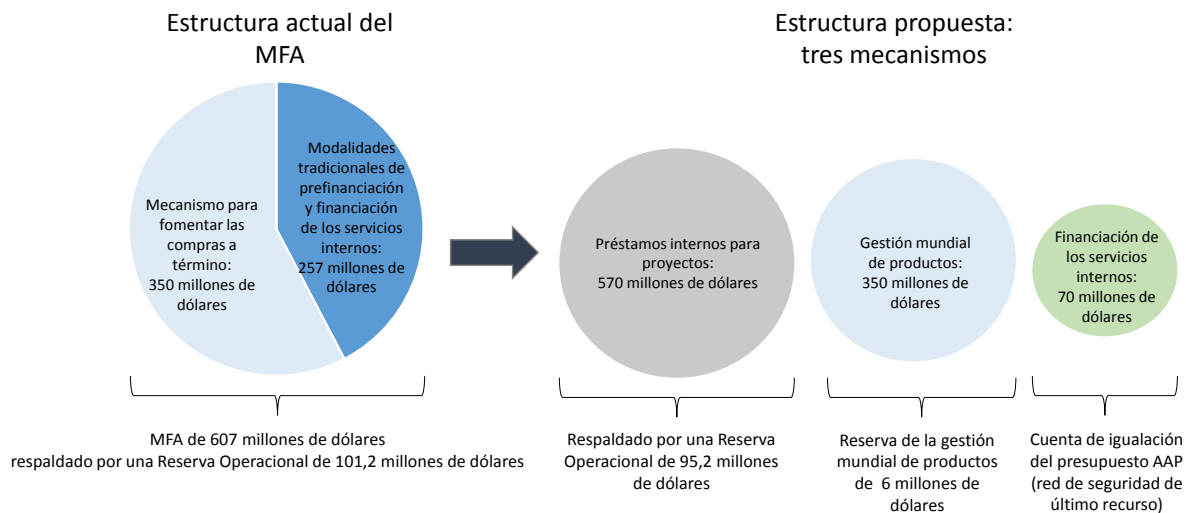 Estructura actual del
MFA
Estructura propuesta:
tres mecanismos
Mecanismo para
fomentar las
compras a
término:
350 millones de
dólares
Modalidades
tradicionales de
prefinanciación
y financiación
de los servicios
internos:
257 millones de
dólares
Préstamos internos para
proyectos:
570 millones de dólares
Gestión mundial
de productos:
350 millones de
dólares
Financiación de
los servicios
internos:
70 millones de
dólares
MFA de 607 millones de dólares
respaldado por una Reserva Operacional de 101,2 millones de dólares
Respaldado por una Reserva
Operacional de 95,2 millones
de dólares
Reserva de la gestión
mundial de productos
de 6 millones de
dólares
Cuenta de igualación
del presupuesto AAP
(red de seguridad de
último recurso)